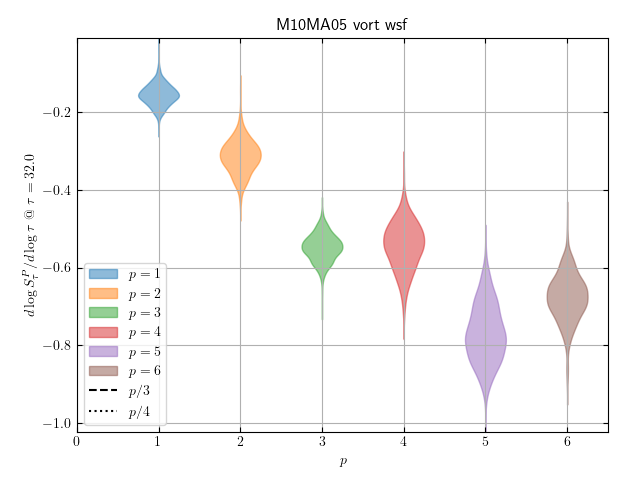 M10MA05 vort wsf
d log S_τ^P / d log τ @ τ = 32.0
−0.2
−0.4
−0.6
−0.8
−1.0
p = 1
p = 2
p = 3
p = 4
p = 5
p = 6
p/3
p/4
0 1 2 3 4 5 6
p